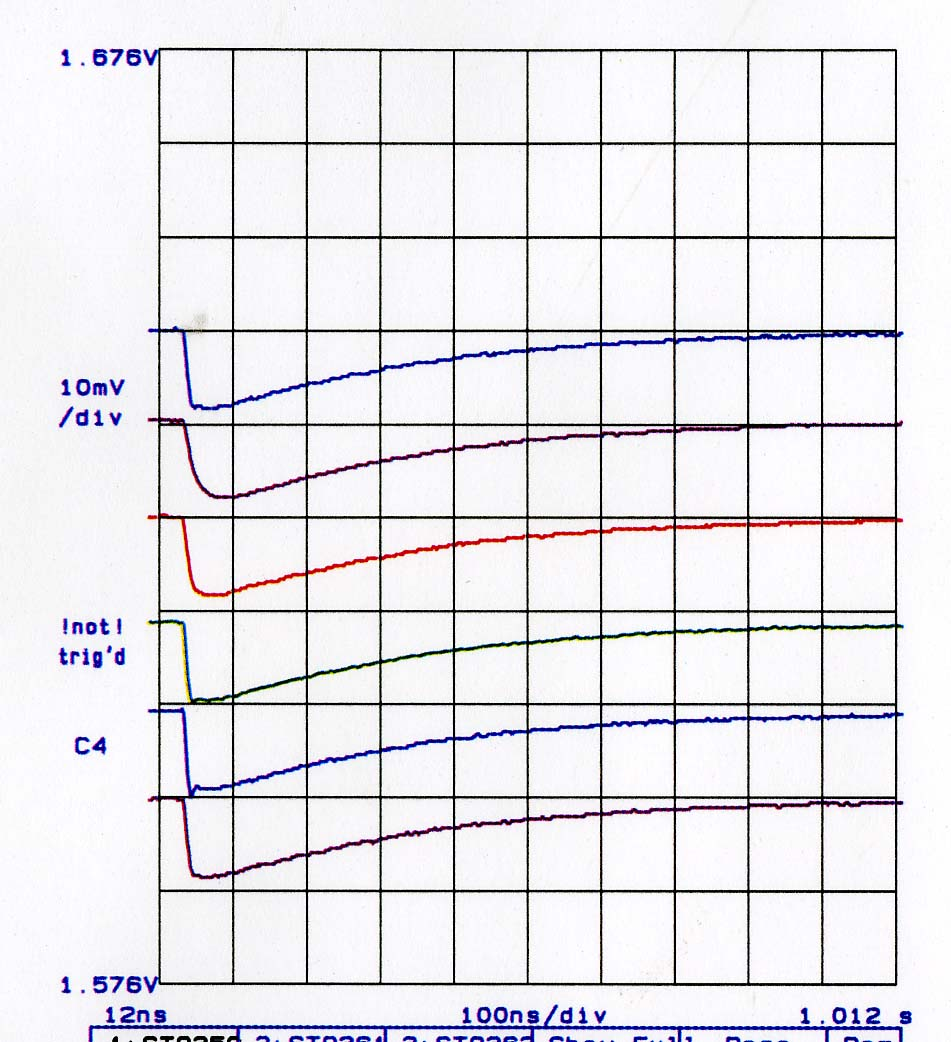 1.676V
10mV
/div
!not!
trig'd
C4
1.576V
12ns 100ns/div 1.012 s